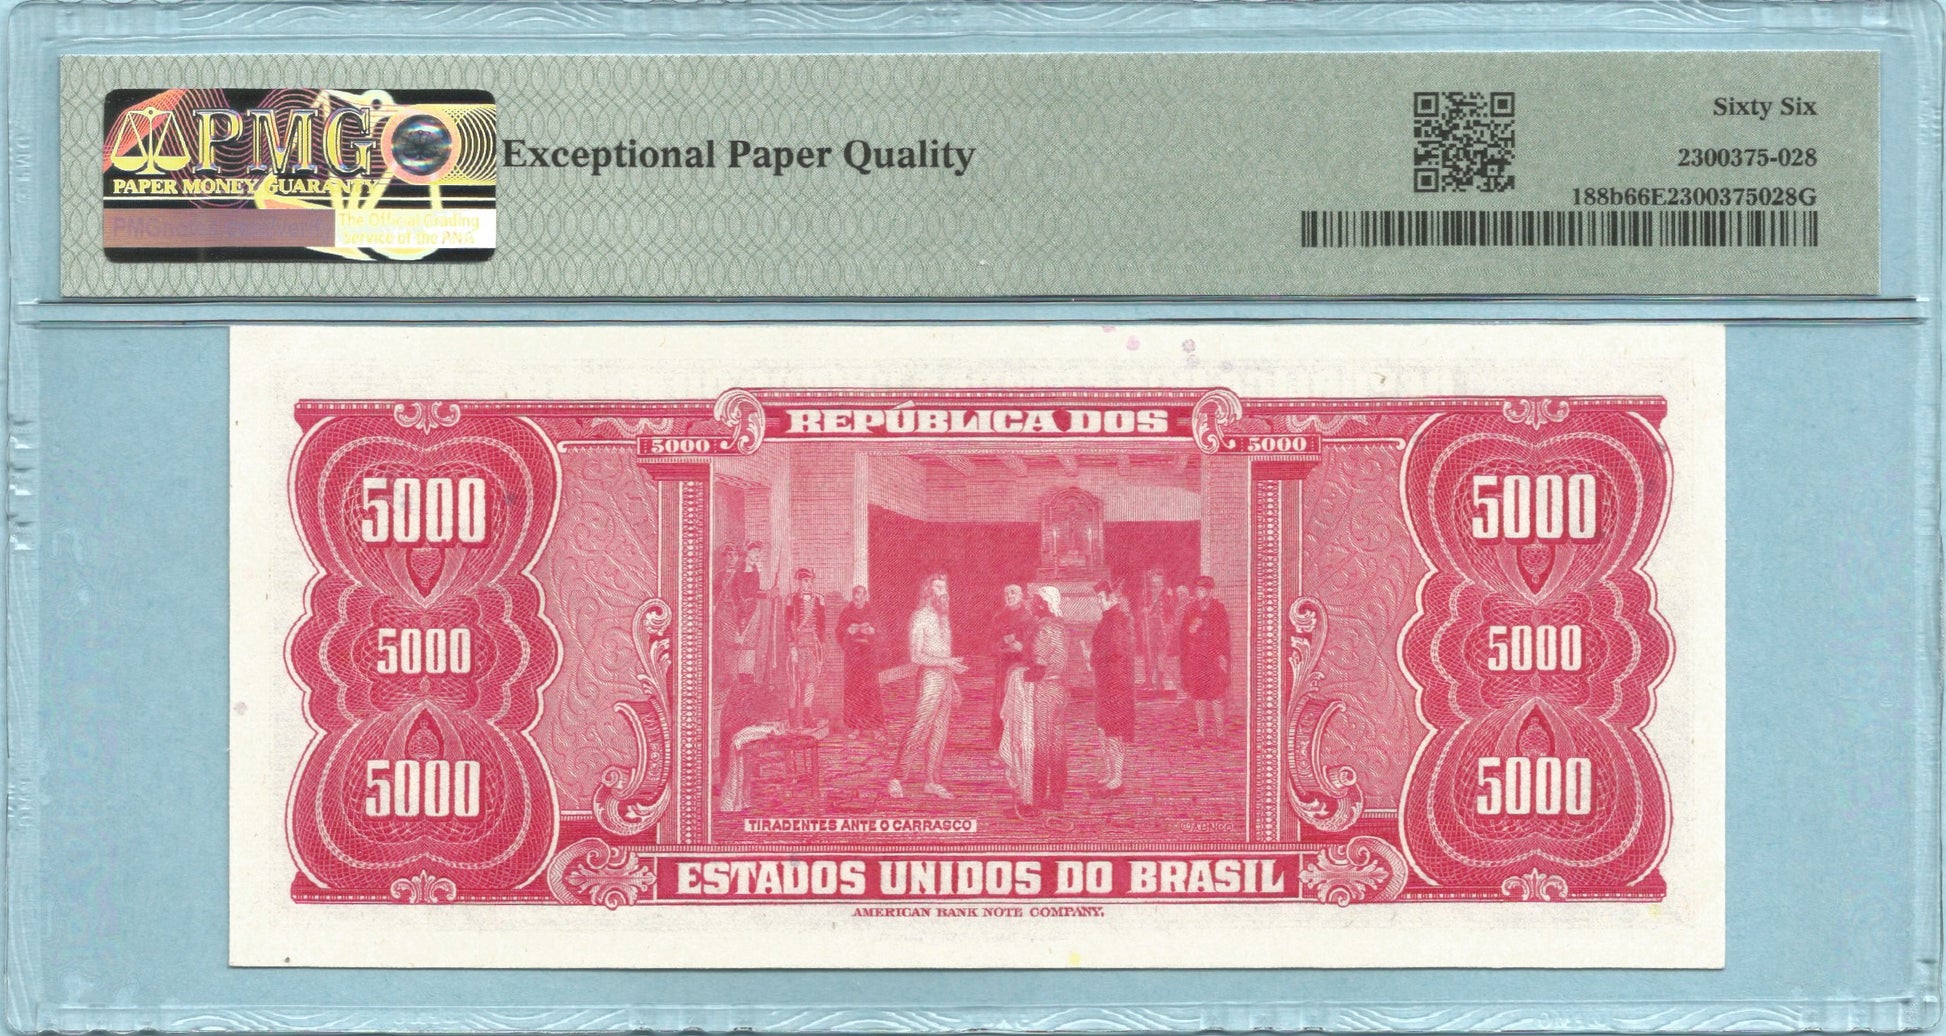 PMG
PAPER MONEY GUARANTY
The Official Grading
Service of the ANA
Exceptional Paper Quality
Sixty Six
2300375-028
188b66E2300375028G
REPÚBLICA DOS
5000
5000
5000
5000
5000
5000
5000
5000
TIRADENTES ANTE O CARRASCO
ESTADOS UNIDOS DO BRASIL
AMERICAN BANK NOTE COMPANY.